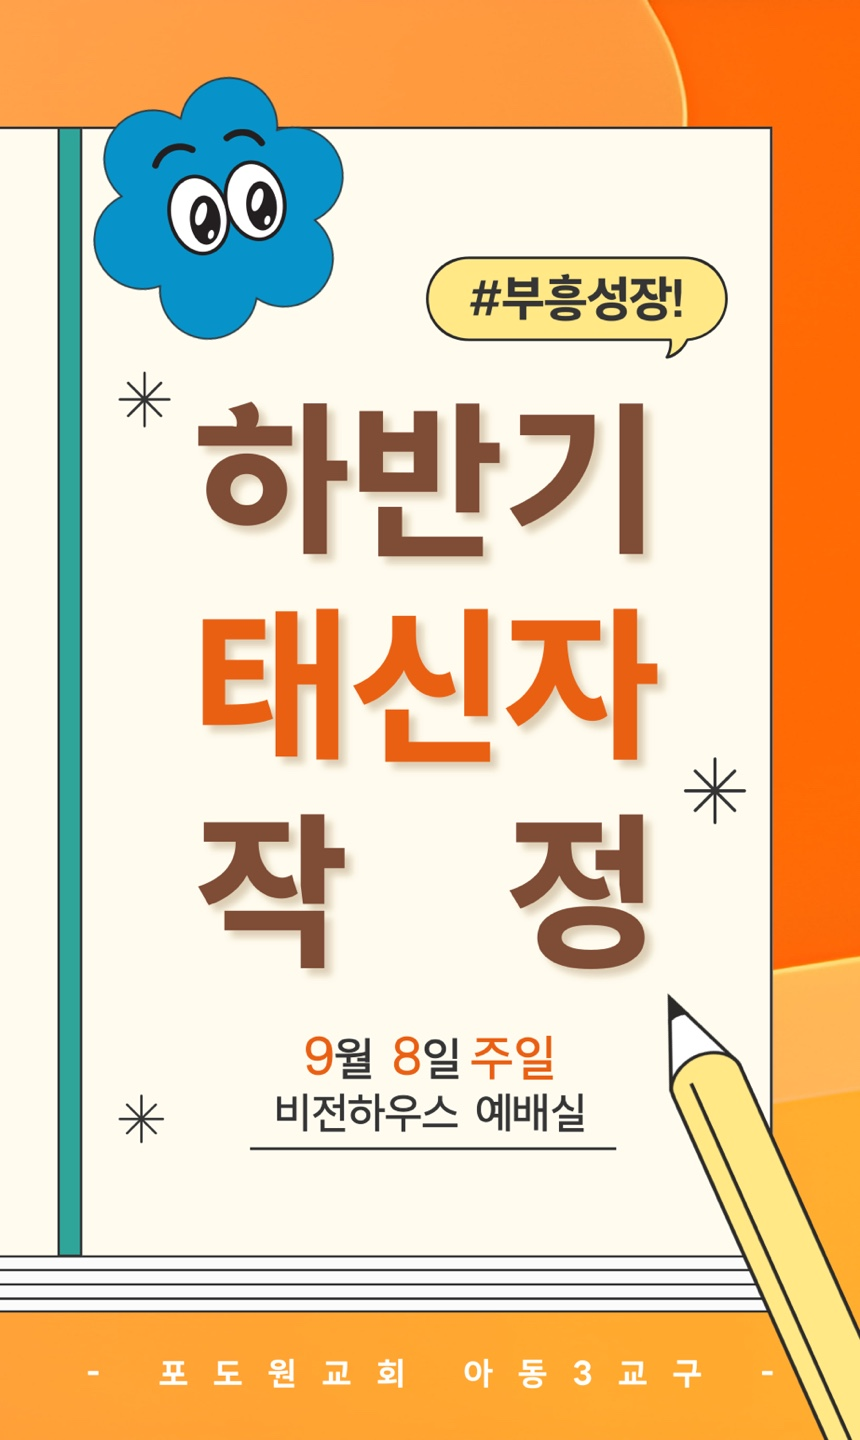 #부흥성장!
하반기
태신자
작 정
9월 8일 주일
비전하우스 예배실
- 포도원교회 아동3교구 -